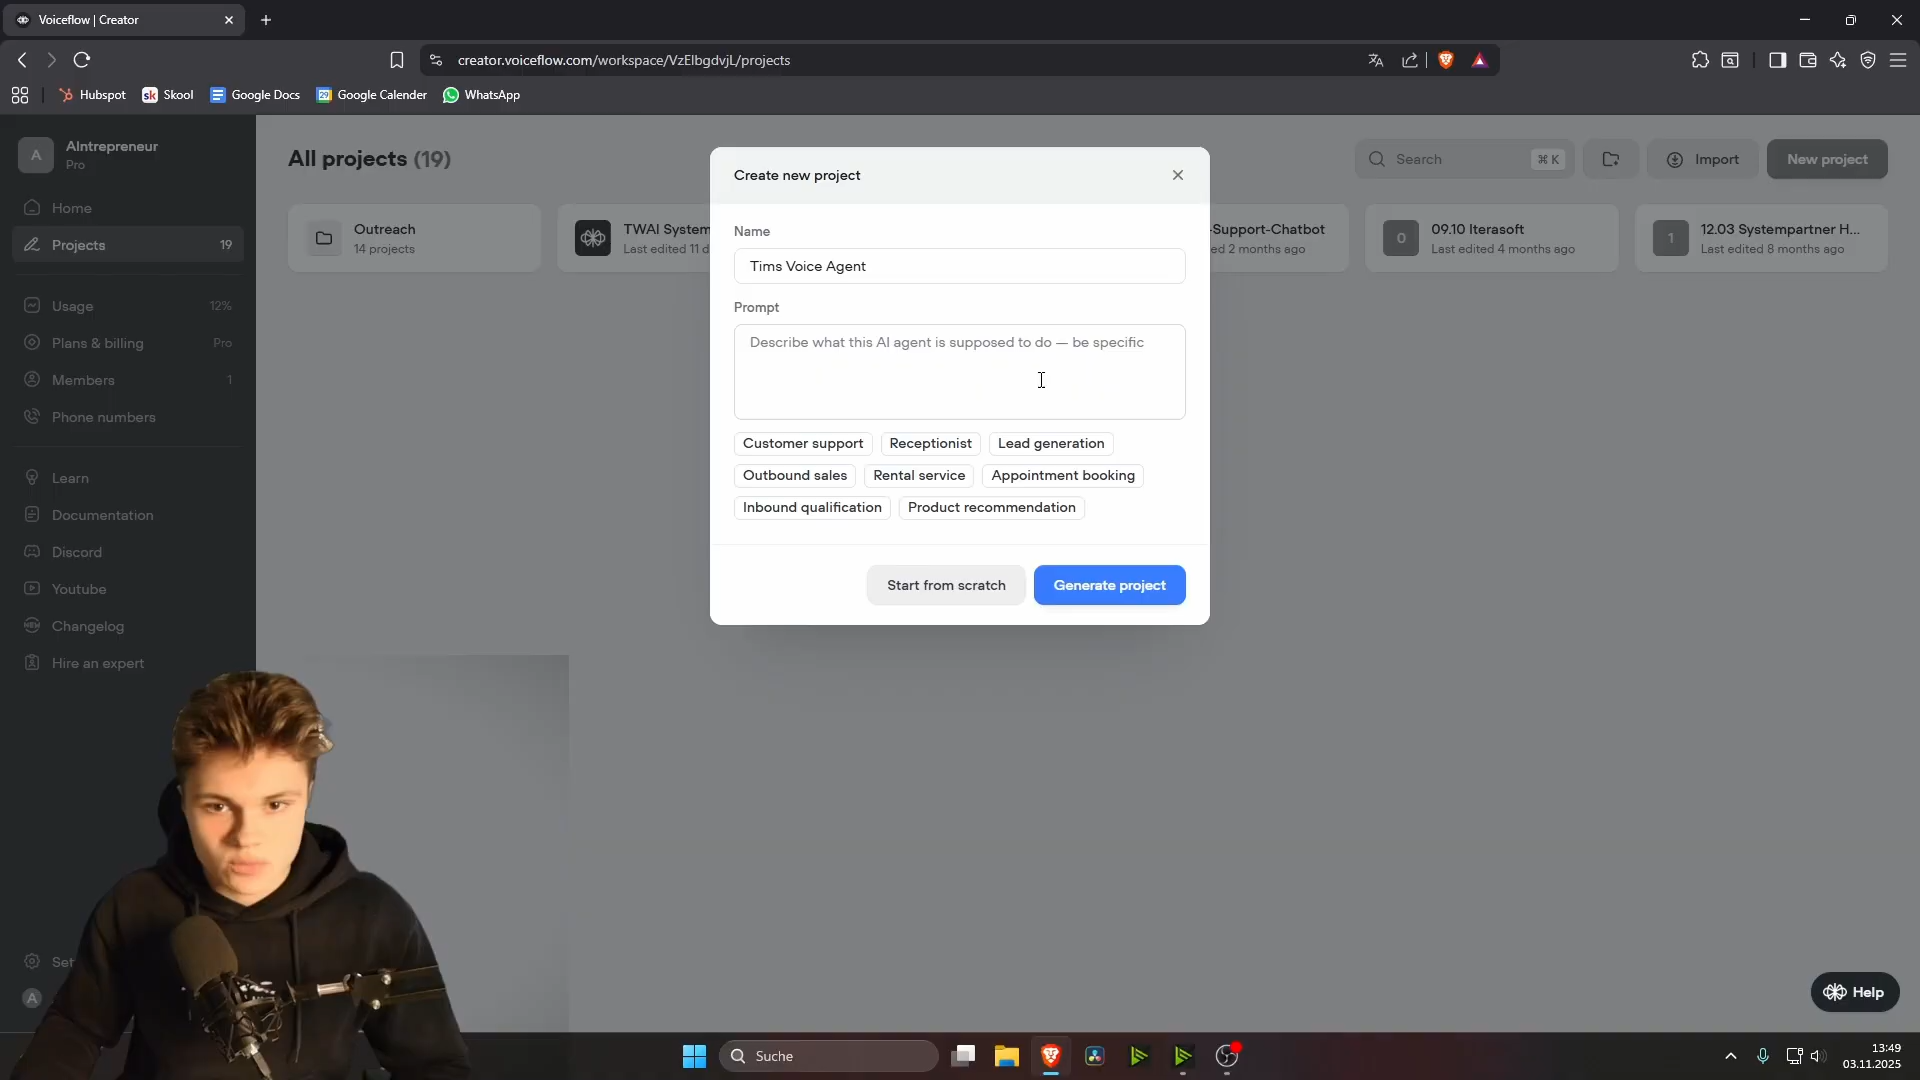 Voiceflow | Creator
creator.voiceflow.com/workspace/VzElbgdvjL/projects
Hubspot
sk Skool
Google Docs
Google Calender
WhatsApp
A
AIntrepreneur
Pro
Home
Projects 19
Usage 12%
Plans & billing Pro
Members 1
Phone numbers
Learn
Documentation
Discord
Youtube
Changelog
Hire an expert
Set
A
All projects (19)
Search ⌘ K
Import
New project
Outreach
14 projects
TWAI System
Last edited 11 d
-Support-Chatbot
ed 2 months ago
0
09.10 Iterasoft
Last edited 4 months ago
1
12.03 Systempartner H...
Last edited 8 months ago
Create new project
Name
Tims Voice Agent
Prompt
Describe what this AI agent is supposed to do — be specific
Customer support
Receptionist
Lead generation
Outbound sales
Rental service
Appointment booking
Inbound qualification
Product recommendation
Start from scratch
Generate project
Help
Suche
13:49
03.11.2025